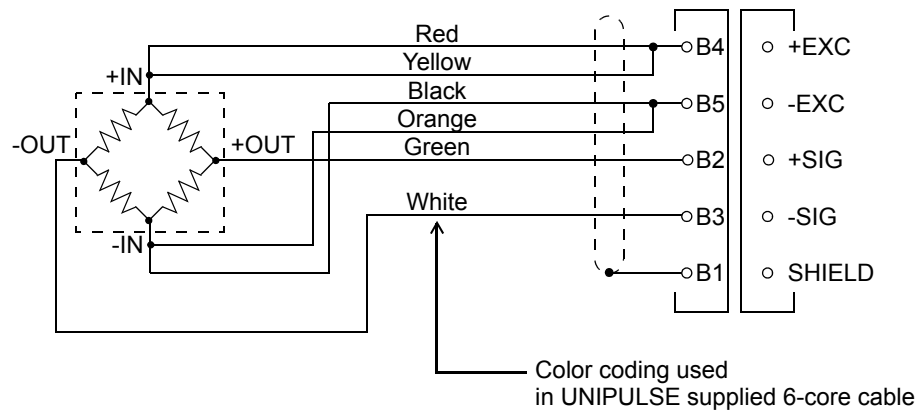 Red
Yellow
Black
Orange
Green
White
+IN
-OUT
+OUT
-IN
B4
+EXC
B5
-EXC
B2
+SIG
B3
-SIG
B1
SHIELD
Color coding used
in UNIPULSE supplied 6-core cable